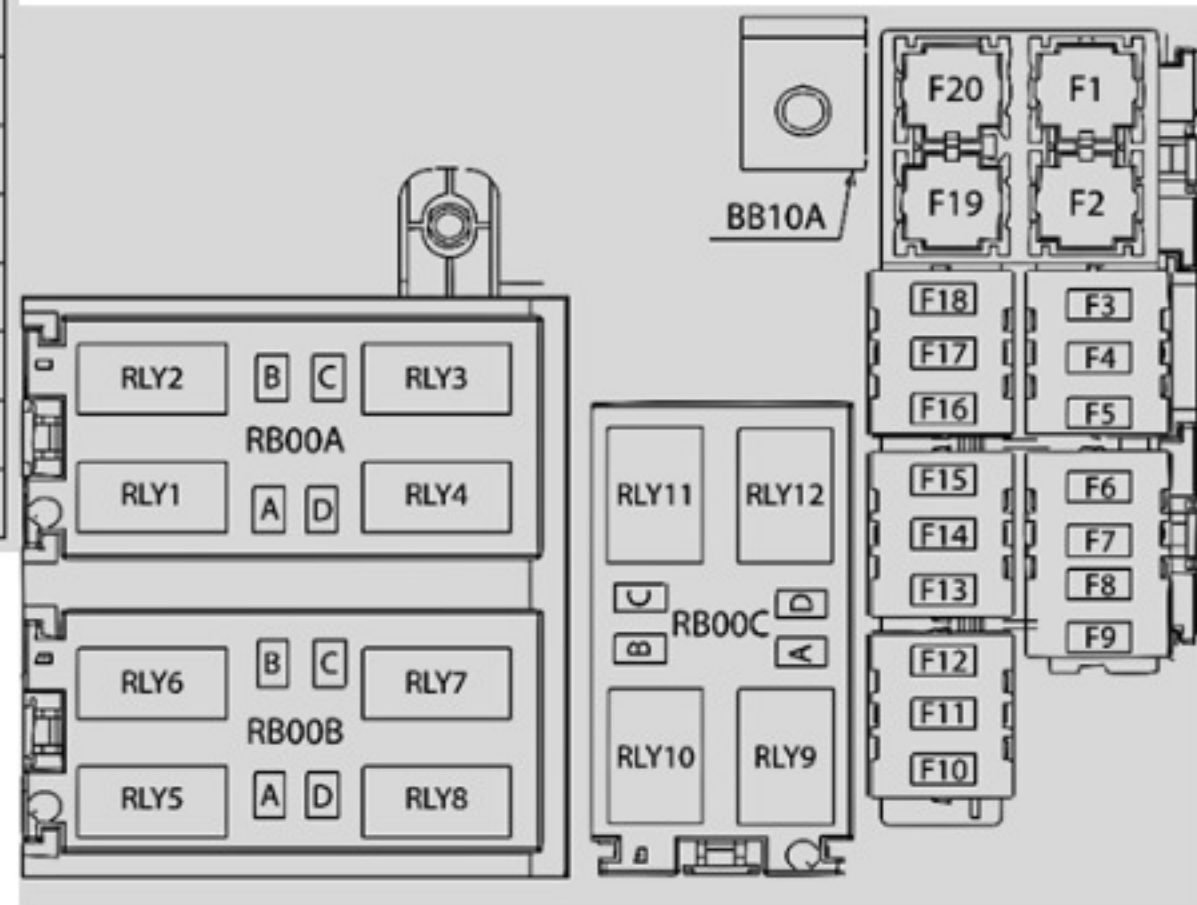 F20 F1
F19 F2
BB10A
F18 F3
F17 F4
F16 F5
RLY2 B C RLY3
RB00A
RLY1 A D RLY4
RLY11 RLY12
F15 F6
F14 F7
F13 F8
F9
C D
RB00C
B A
RLY6 B C RLY7
RB00B
RLY5 A D RLY8
RLY10 RLY9
F12
F11
F10